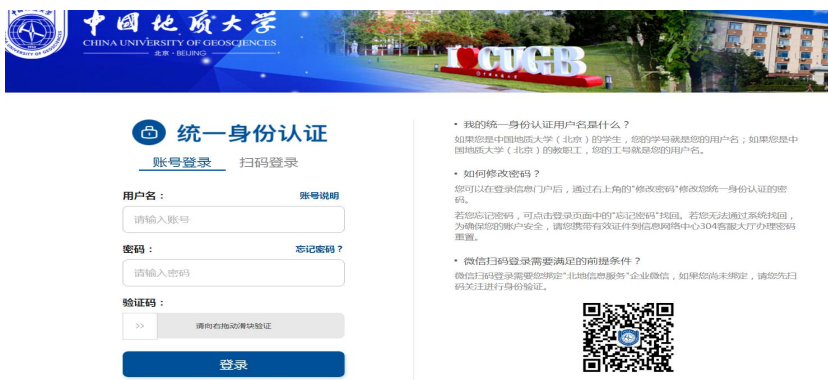 中国地质大学
CHINA UNIVERSITY OF GEOSCIENCES
北京·BEIJING
I CUGB
统一身份认证
账号登录 扫码登录
用户名：
账号说明
请输入账号
密码：
忘记密码？
请输入密码
验证码：
>> 请向右拖动滑块验证
登录
• 我的统一身份认证用户名是什么？
如果您是中国地质大学（北京）的学生，您的学号就是您的用户名；如果您是中
国地质大学（北京）的教职工，您的工号就是您的用户名。
• 如何修改密码？
您可以在登录信息门户后，通过右上角的“修改密码”修改您统一身份认证的密
码。
若您忘记密码，可点击登录页面中的“忘记密码”找回。若您无法通过系统找回，
为确保您的账户安全，请您携带有效证件到信息网络中心304客服大厅办理密码
重置。
• 微信扫码登录需要满足的前提条件？
微信扫码登录需要您绑定“北地信息服务”企业微信，如果您尚未绑定，请您先扫
码关注进行身份验证。